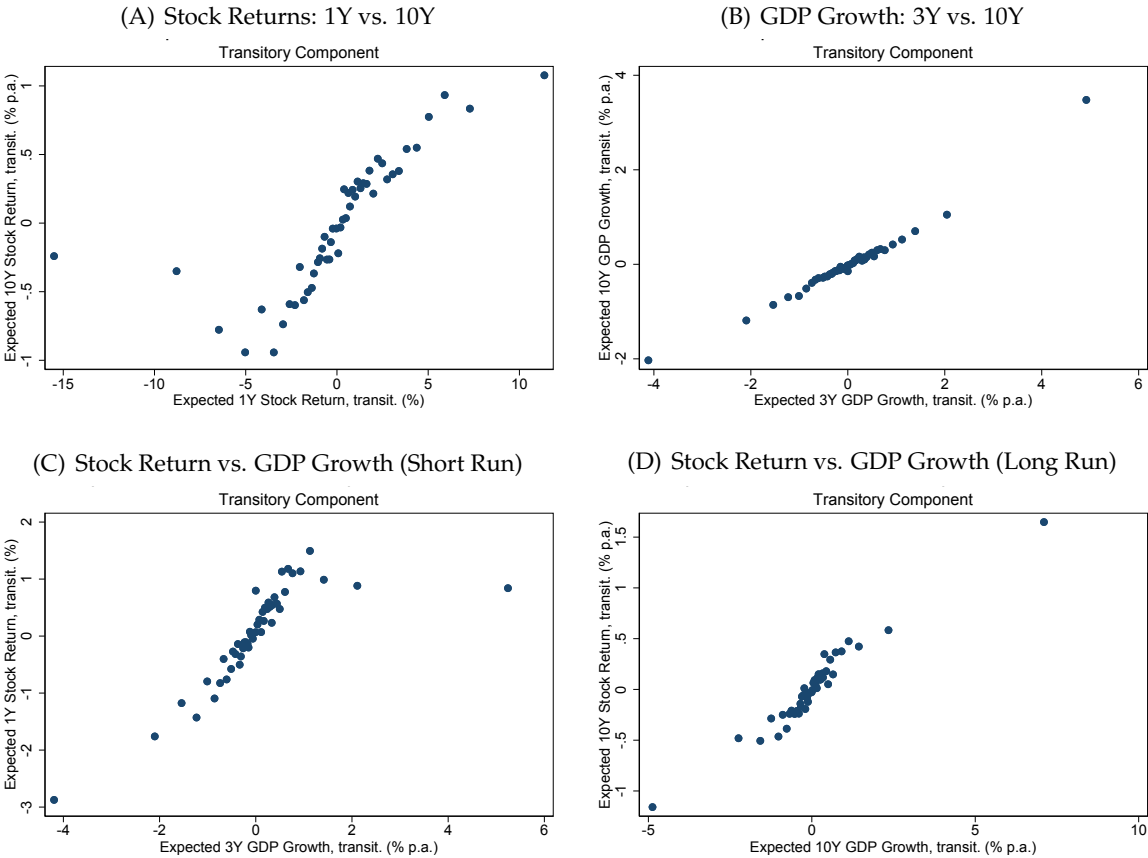 (A) Stock Returns: 1Y vs. 10Y
Transitory Component
Expected 10Y Stock Return, transit. (% p.a.)
1
.5
0
-.5
-1
-15 -10 -5 0 5 10
Expected 1Y Stock Return, transit. (%)
(B) GDP Growth: 3Y vs. 10Y
Transitory Component
Expected 10Y GDP Growth, transit. (% p.a.)
4
2
0
-2
-4 -2 0 2 4 6
Expected 3Y GDP Growth, transit. (% p.a.)
(C) Stock Return vs. GDP Growth (Short Run)
Transitory Component
Expected 1Y Stock Return, transit. (%)
2
1
0
-1
-2
-3
-4 -2 0 2 4 6
Expected 3Y GDP Growth, transit. (% p.a.)
(D) Stock Return vs. GDP Growth (Long Run)
Transitory Component
Expected 10Y Stock Return, transit. (% p.a.)
1.5
1
.5
0
-.5
-1
-5 0 5 10
Expected 10Y GDP Growth, transit. (% p.a.)